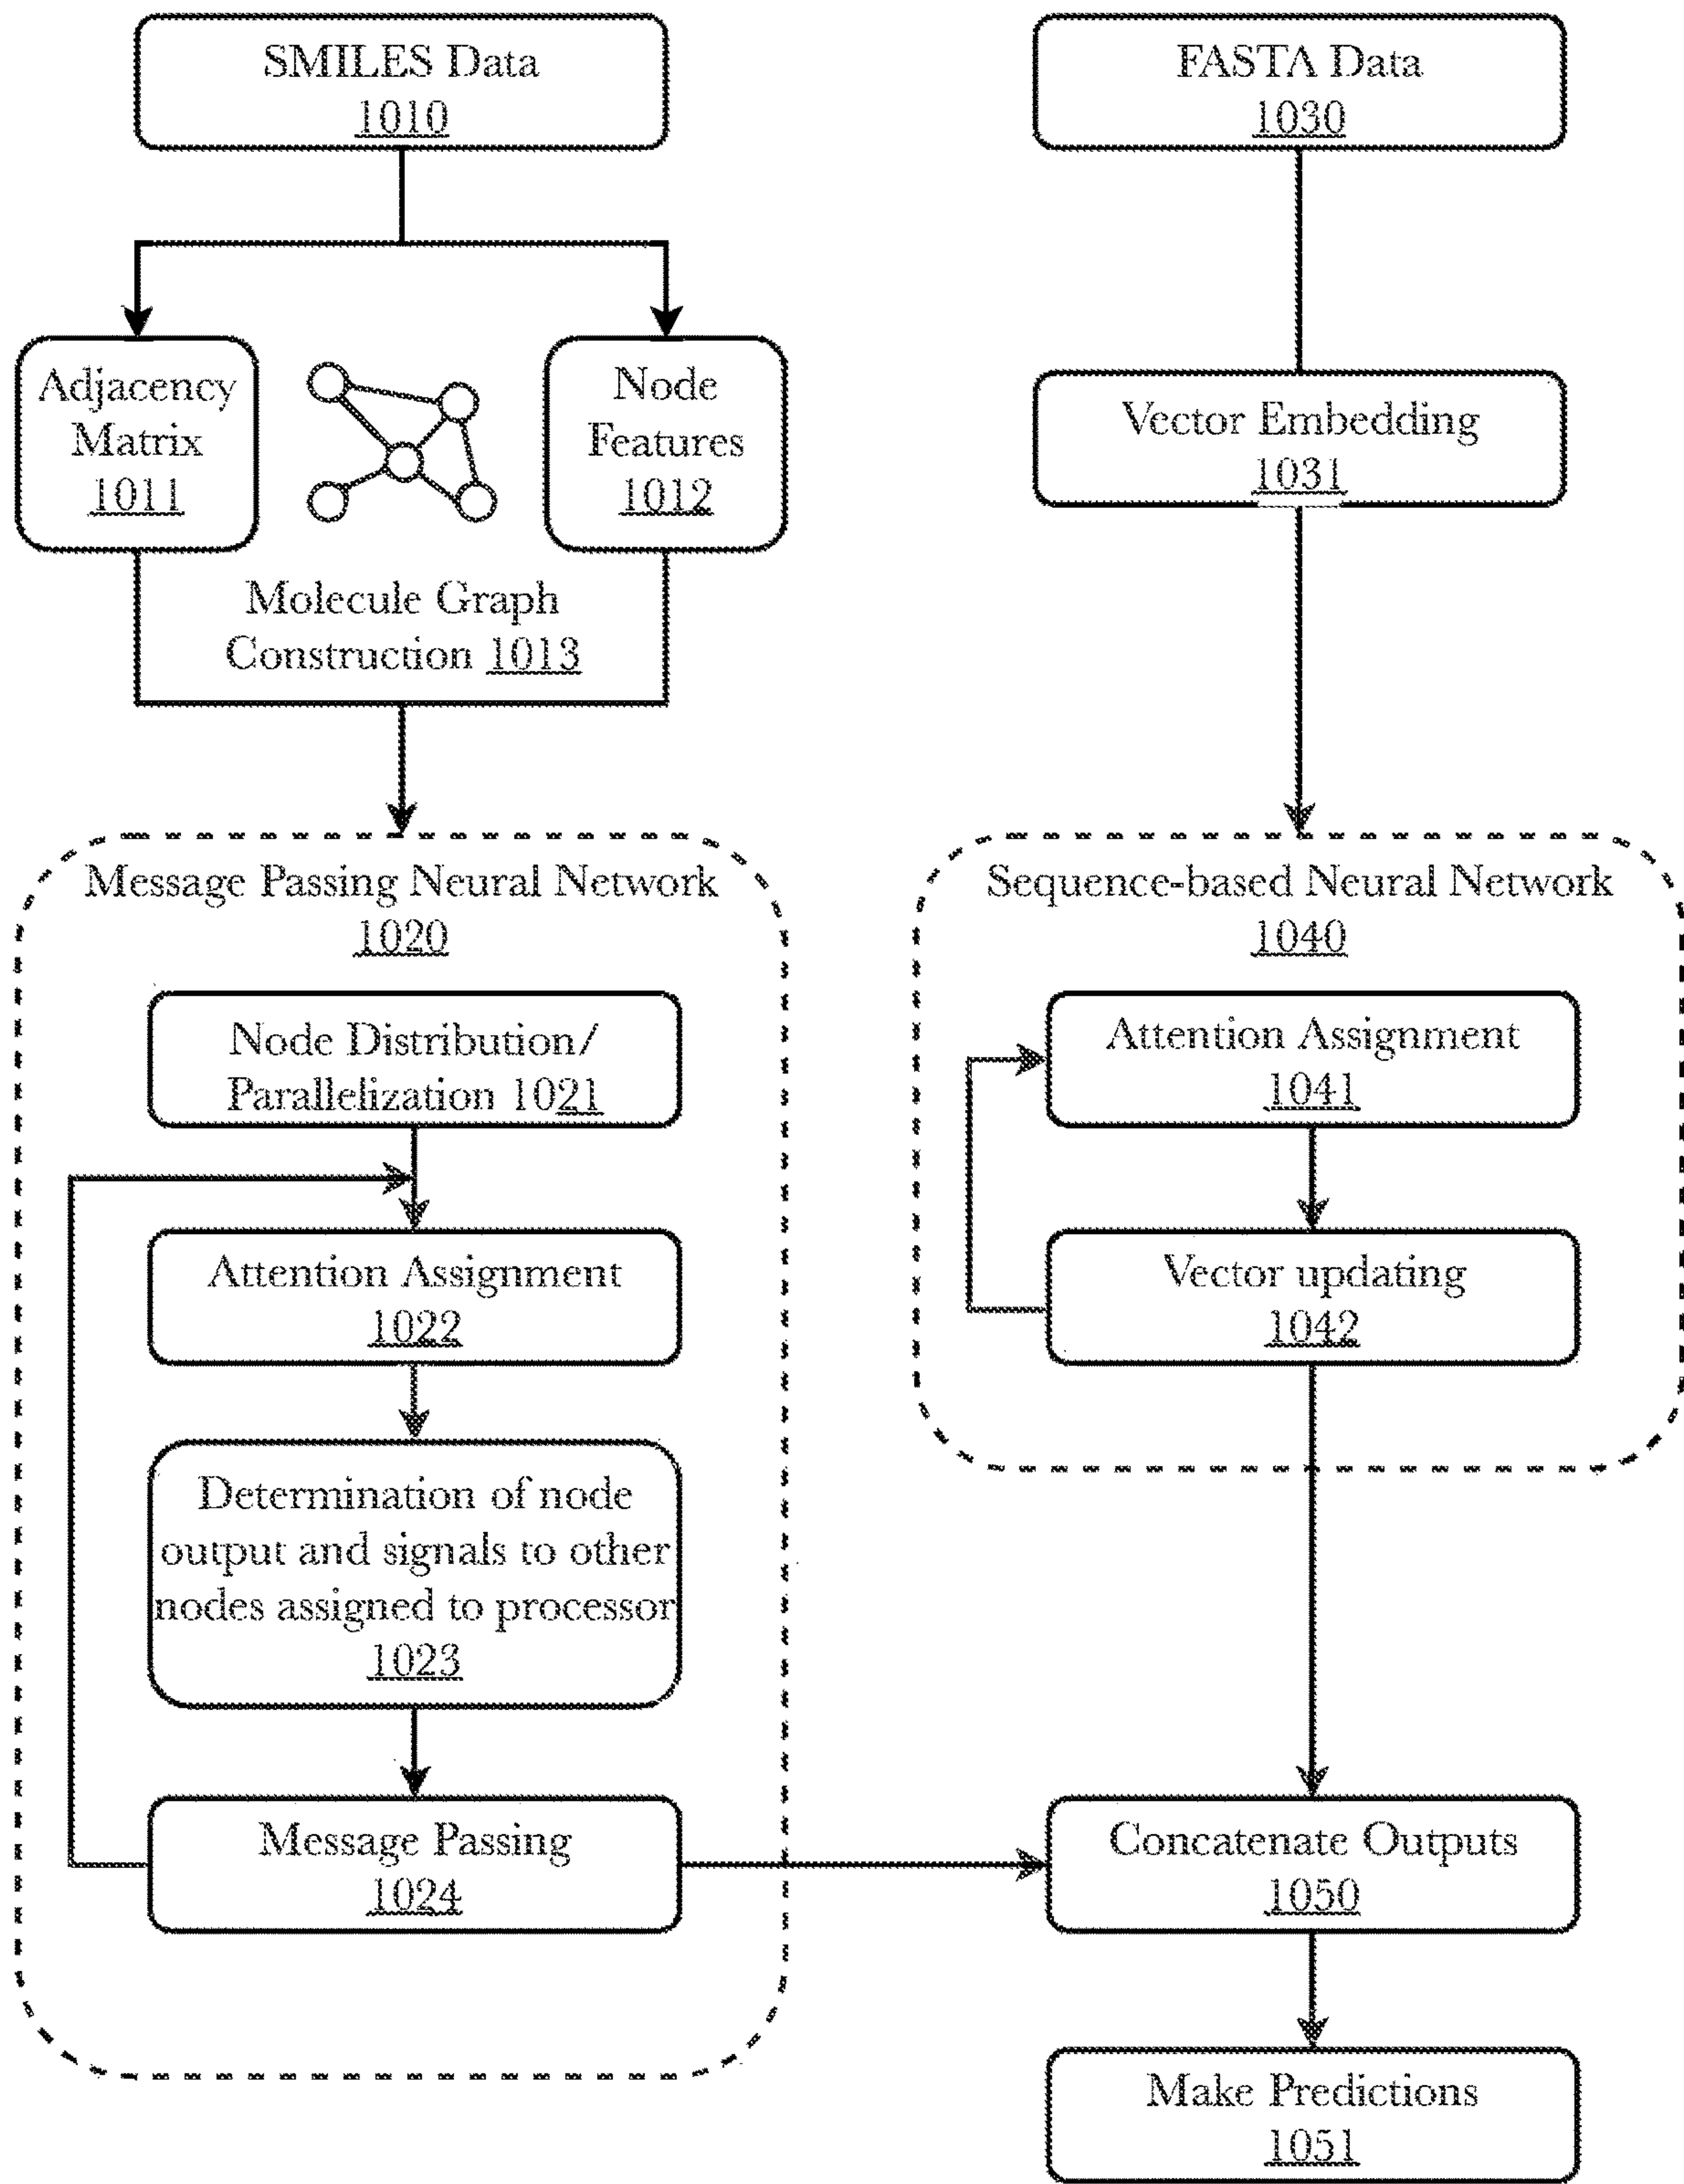 SMILES Data
1010
FASTA Data
1030
Adjacency
Matrix
1011
Node
Features
1012
Molecule Graph
Construction 1013
Vector Embedding
1031
Message Passing Neural Network
1020
Node Distribution/
Parallelization 1021
Attention Assignment
1022
Determination of node
output and signals to other
nodes assigned to processor
1023
Message Passing
1024
Sequence-based Neural Network
1040
Attention Assignment
1041
Vector updating
1042
Concatenate Outputs
1050
Make Predictions
1051